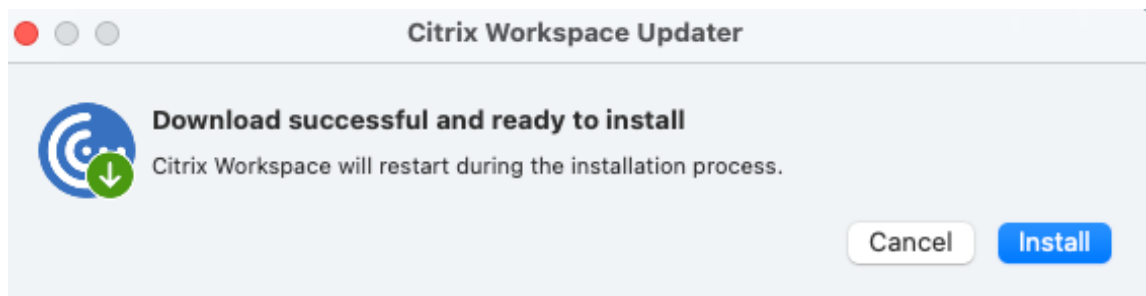 Citrix Workspace Updater
Download successful and ready to install
Citrix Workspace will restart during the installation process.
Cancel Install